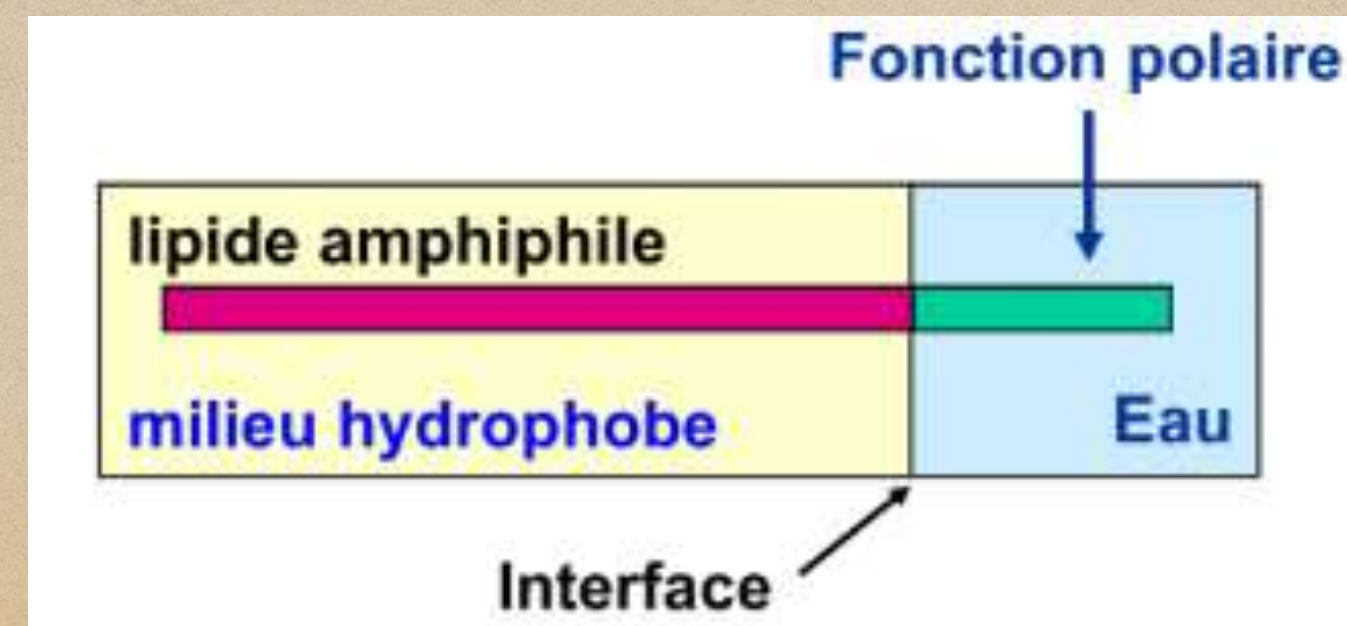 Fonction polaire
lipide amphiphile
milieu hydrophobe
Eau
Interface